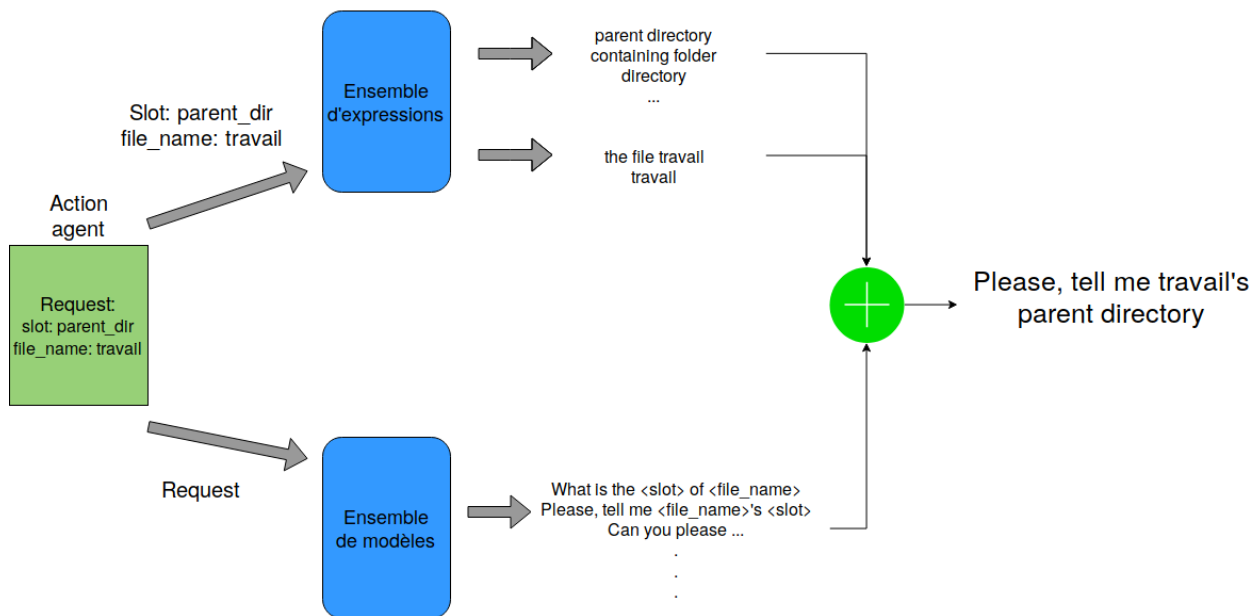 Slot: parent_dir
file_name: travail
Action
agent
Request:
slot: parent_dir
file_name: travail
Request
Ensemble
d'expressions
parent directory
containing folder
directory
...
the file travail
travail
Ensemble
de modèles
What is the <slot> of <file_name>
Please, tell me <file_name>'s <slot>
Can you please ...
.
.
.
Please, tell me travail's
parent directory